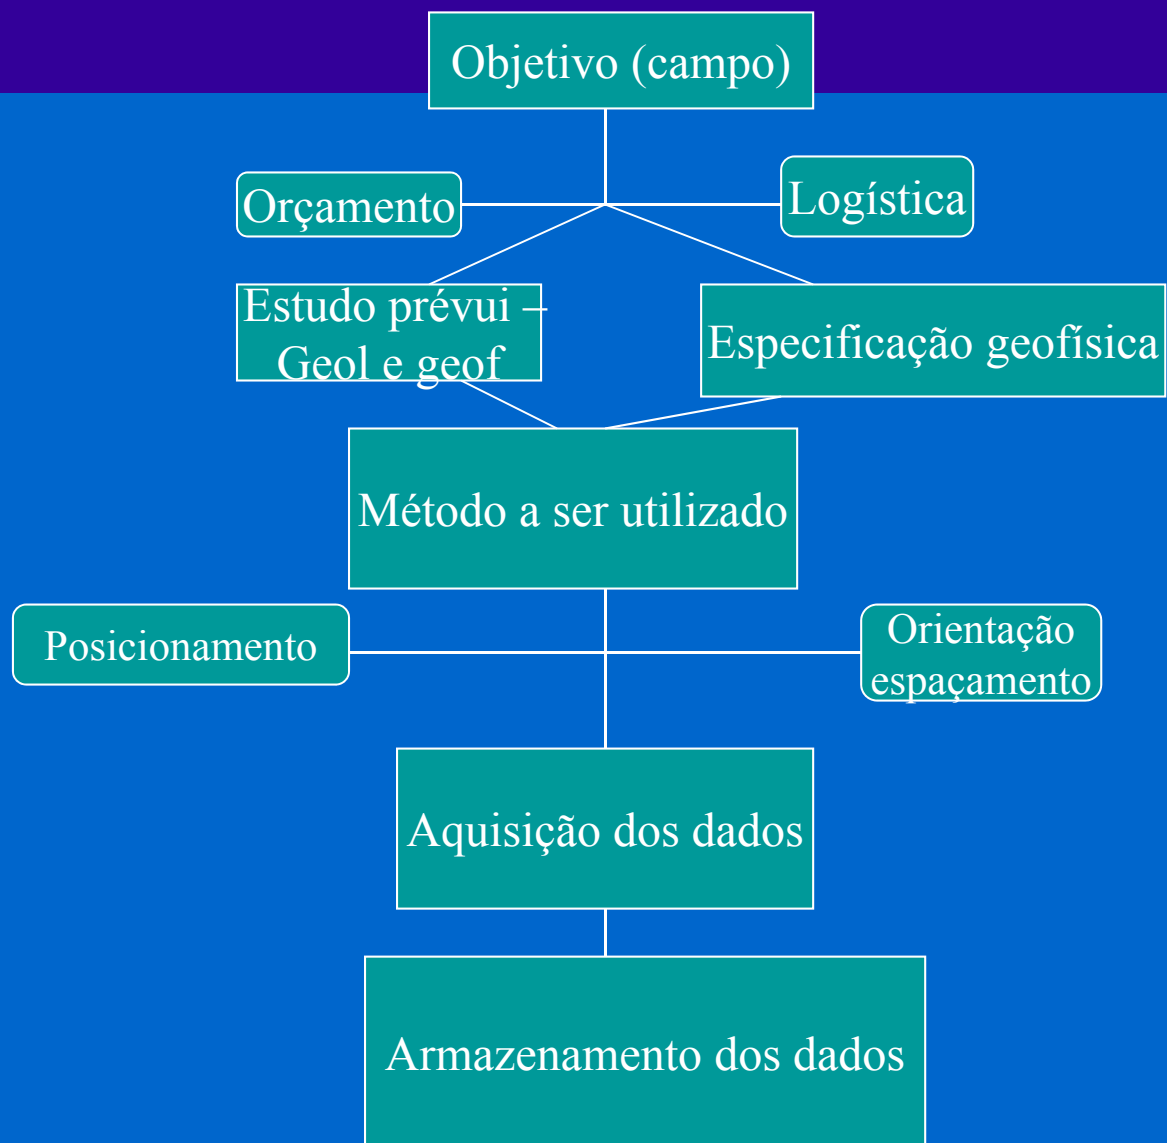 Objetivo (campo)
Orçamento
Logística
Estudo prévui –
Geol e geof
Especificação geofísica
Método a ser utilizado
Posicionamento
Orientação
espaçamento
Aquisição dos dados
Armazenamento dos dados